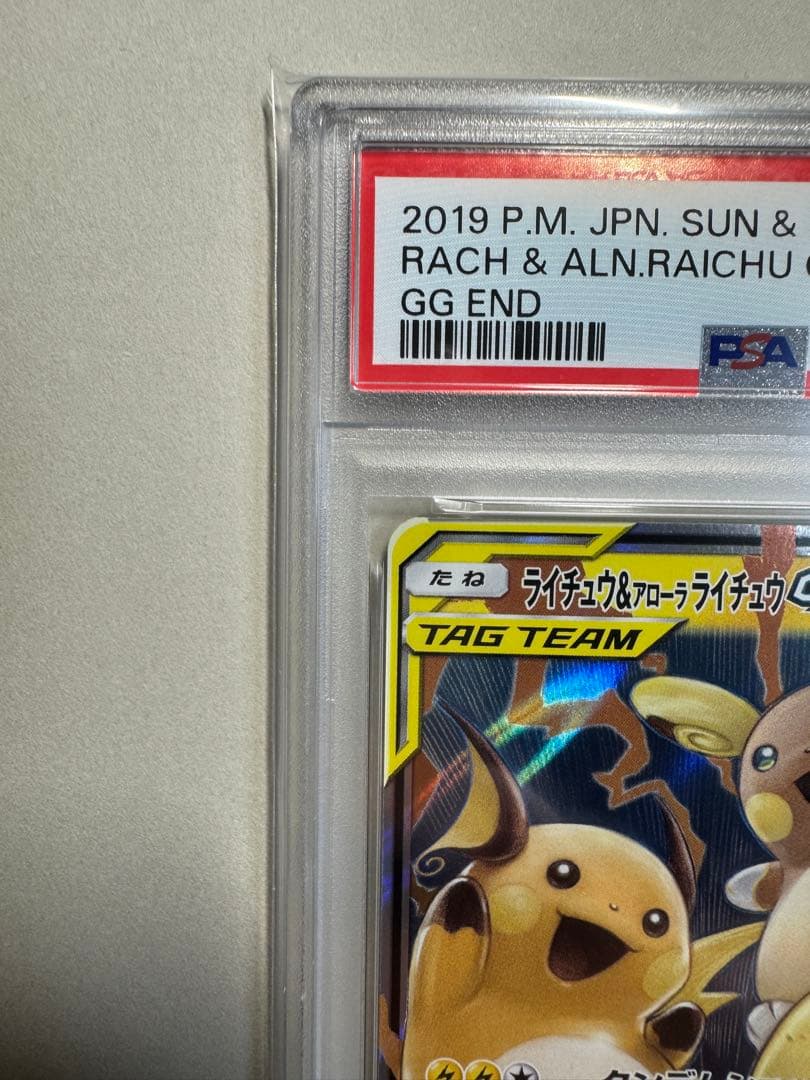 2019 P.M. JPN. SUN &
RACH & ALN.RAICHU
GG END
PSA
たね
ライチュウ&アローラライチュウ
TAG TEAM